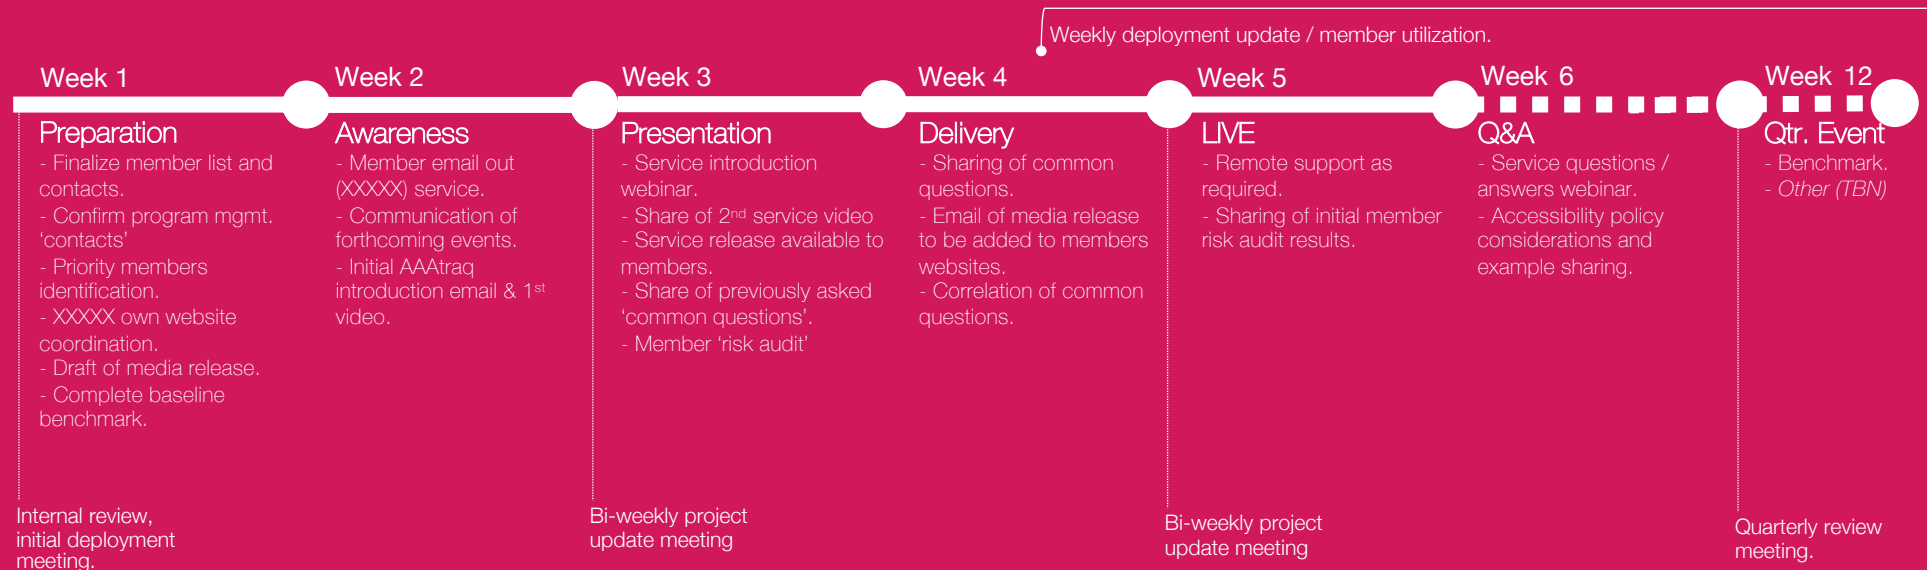 Weekly deployment update / member utilization.
Week 1
Preparation
- Finalize member list and
contacts.
- Confirm program mgmt.
‘contacts’
- Priority members
identification.
- XXXXX own website
coordination.
- Draft of media release.
- Complete baseline
benchmark.
Internal review,
initial deployment
meeting.
Week 2
Awareness
- Member email out
(XXXXX) service.
- Communication of
forthcoming events.
- Initial AAAtraq
introduction email & 1st
video.
Week 3
Presentation
- Service introduction
webinar.
- Share of 2nd service video
- Service release available to
members.
- Share of previously asked
‘common questions’.
- Member ‘risk audit’
Bi-weekly project
update meeting
Week 4
Delivery
- Sharing of common
questions.
- Email of media release
to be added to members
websites.
- Correlation of common
questions.
Week 5
LIVE
- Remote support as
required.
- Sharing of initial member
risk audit results.
Bi-weekly project
update meeting
Week 6
Q&A
- Service questions /
answers webinar.
- Accessibility policy
considerations and
example sharing.
Week 12
Qtr. Event
- Benchmark.
- Other (TBN)
Quarterly review
meeting.